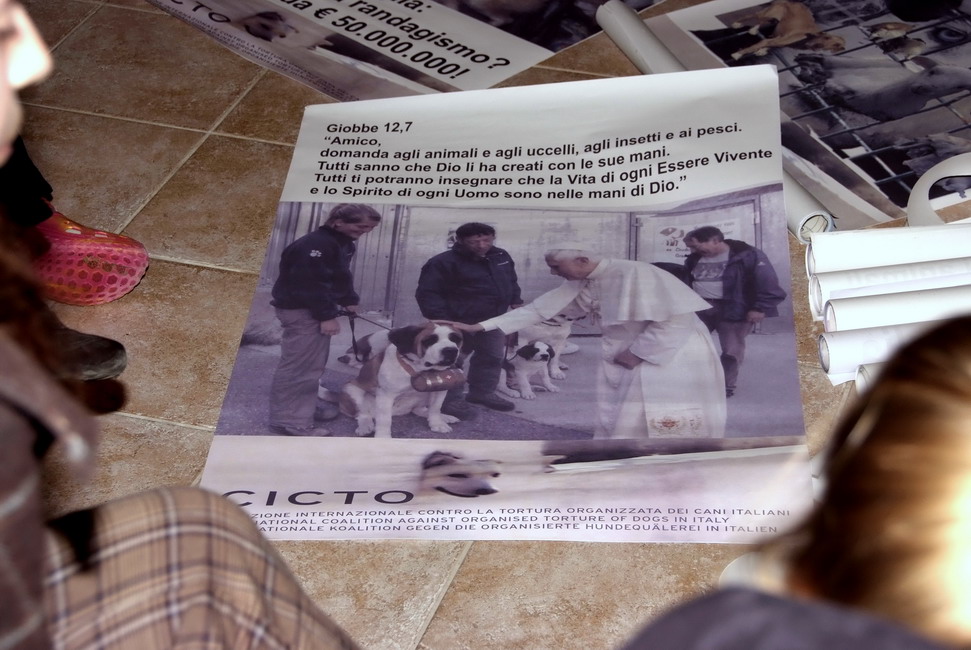 randagismo?
€ 50.000.000!
CICTO
Giobbe 12,7
“Amico,
domanda agli animali e agli uccelli, agli insetti e ai pesci.
Tutti sanno che Dio li ha creati con le sue mani.
Tutti ti potranno insegnare che la Vita di ogni Essere Vivente
e lo Spirito di ogni Uomo sono nelle mani di Dio.”
CICTO
ZIONE INTERNAZIONALE CONTRO LA TORTURA ORGANIZZATA DEI CANI ITALIANI
NATIONAL COALITION AGAINST ORGANISED TORTURE OF DOGS IN ITALY
NATIONALE KOALITION GEGEN DIE ORGANISIERTE HUNDEQUÄLEREI IN ITALIEN